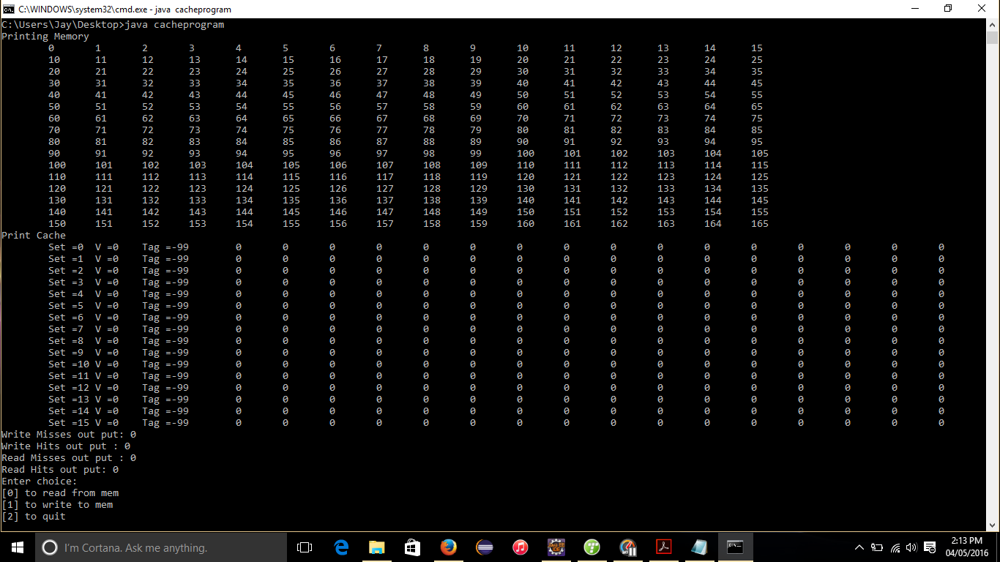 C:\WINDOWS\system32\cmd.exe - java  cacheprogram
C:\Users\Jay\Desktop>java cacheprogram
Printing Memory
0 1 2 3 4 5 6 7 8 9 10 11 12 13 14 15
10 11 12 13 14 15 16 17 18 19 20 21 22 23 24 25
20 21 22 23 24 25 26 27 28 29 30 31 32 33 34 35
30 31 32 33 34 35 36 37 38 39 40 41 42 43 44 45
40 41 42 43 44 45 46 47 48 49 50 51 52 53 54 55
50 51 52 53 54 55 56 57 58 59 60 61 62 63 64 65
60 61 62 63 64 65 66 67 68 69 70 71 72 73 74 75
70 71 72 73 74 75 76 77 78 79 80 81 82 83 84 85
80 81 82 83 84 85 86 87 88 89 90 91 92 93 94 95
90 91 92 93 94 95 96 97 98 99 100 101 102 103 104 105
100 101 102 103 104 105 106 107 108 109 110 111 112 113 114 115
110 111 112 113 114 115 116 117 118 119 120 121 122 123 124 125
120 121 122 123 124 125 126 127 128 129 130 131 132 133 134 135
130 131 132 133 134 135 136 137 138 139 140 141 142 143 144 145
140 141 142 143 144 145 146 147 148 149 150 151 152 153 154 155
150 151 152 153 154 155 156 157 158 159 160 161 162 163 164 165
Print Cache
Set =0 V =0 Tag =-99 0 0 0 0 0 0 0 0 0 0 0 0 0 0 0 0
Set =1 V =0 Tag =-99 0 0 0 0 0 0 0 0 0 0 0 0 0 0 0 0
Set =2 V =0 Tag =-99 0 0 0 0 0 0 0 0 0 0 0 0 0 0 0 0
Set =3 V =0 Tag =-99 0 0 0 0 0 0 0 0 0 0 0 0 0 0 0 0
Set =4 V =0 Tag =-99 0 0 0 0 0 0 0 0 0 0 0 0 0 0 0 0
Set =5 V =0 Tag =-99 0 0 0 0 0 0 0 0 0 0 0 0 0 0 0 0
Set =6 V =0 Tag =-99 0 0 0 0 0 0 0 0 0 0 0 0 0 0 0 0
Set =7 V =0 Tag =-99 0 0 0 0 0 0 0 0 0 0 0 0 0 0 0 0
Set =8 V =0 Tag =-99 0 0 0 0 0 0 0 0 0 0 0 0 0 0 0 0
Set =9 V =0 Tag =-99 0 0 0 0 0 0 0 0 0 0 0 0 0 0 0 0
Set =10 V =0 Tag =-99 0 0 0 0 0 0 0 0 0 0 0 0 0 0 0 0
Set =11 V =0 Tag =-99 0 0 0 0 0 0 0 0 0 0 0 0 0 0 0 0
Set =12 V =0 Tag =-99 0 0 0 0 0 0 0 0 0 0 0 0 0 0 0 0
Set =13 V =0 Tag =-99 0 0 0 0 0 0 0 0 0 0 0 0 0 0 0 0
Set =14 V =0 Tag =-99 0 0 0 0 0 0 0 0 0 0 0 0 0 0 0 0
Set =15 V =0 Tag =-99 0 0 0 0 0 0 0 0 0 0 0 0 0 0 0 0
Write Misses out put: 0
Write Hits out put : 0
Read Misses out put : 0
Read Hits out put: 0
Enter choice:
[0] to read from mem
[1] to write to mem
[2] to quit
I'm Cortana. Ask me anything.
2:13 PM
04/05/2016